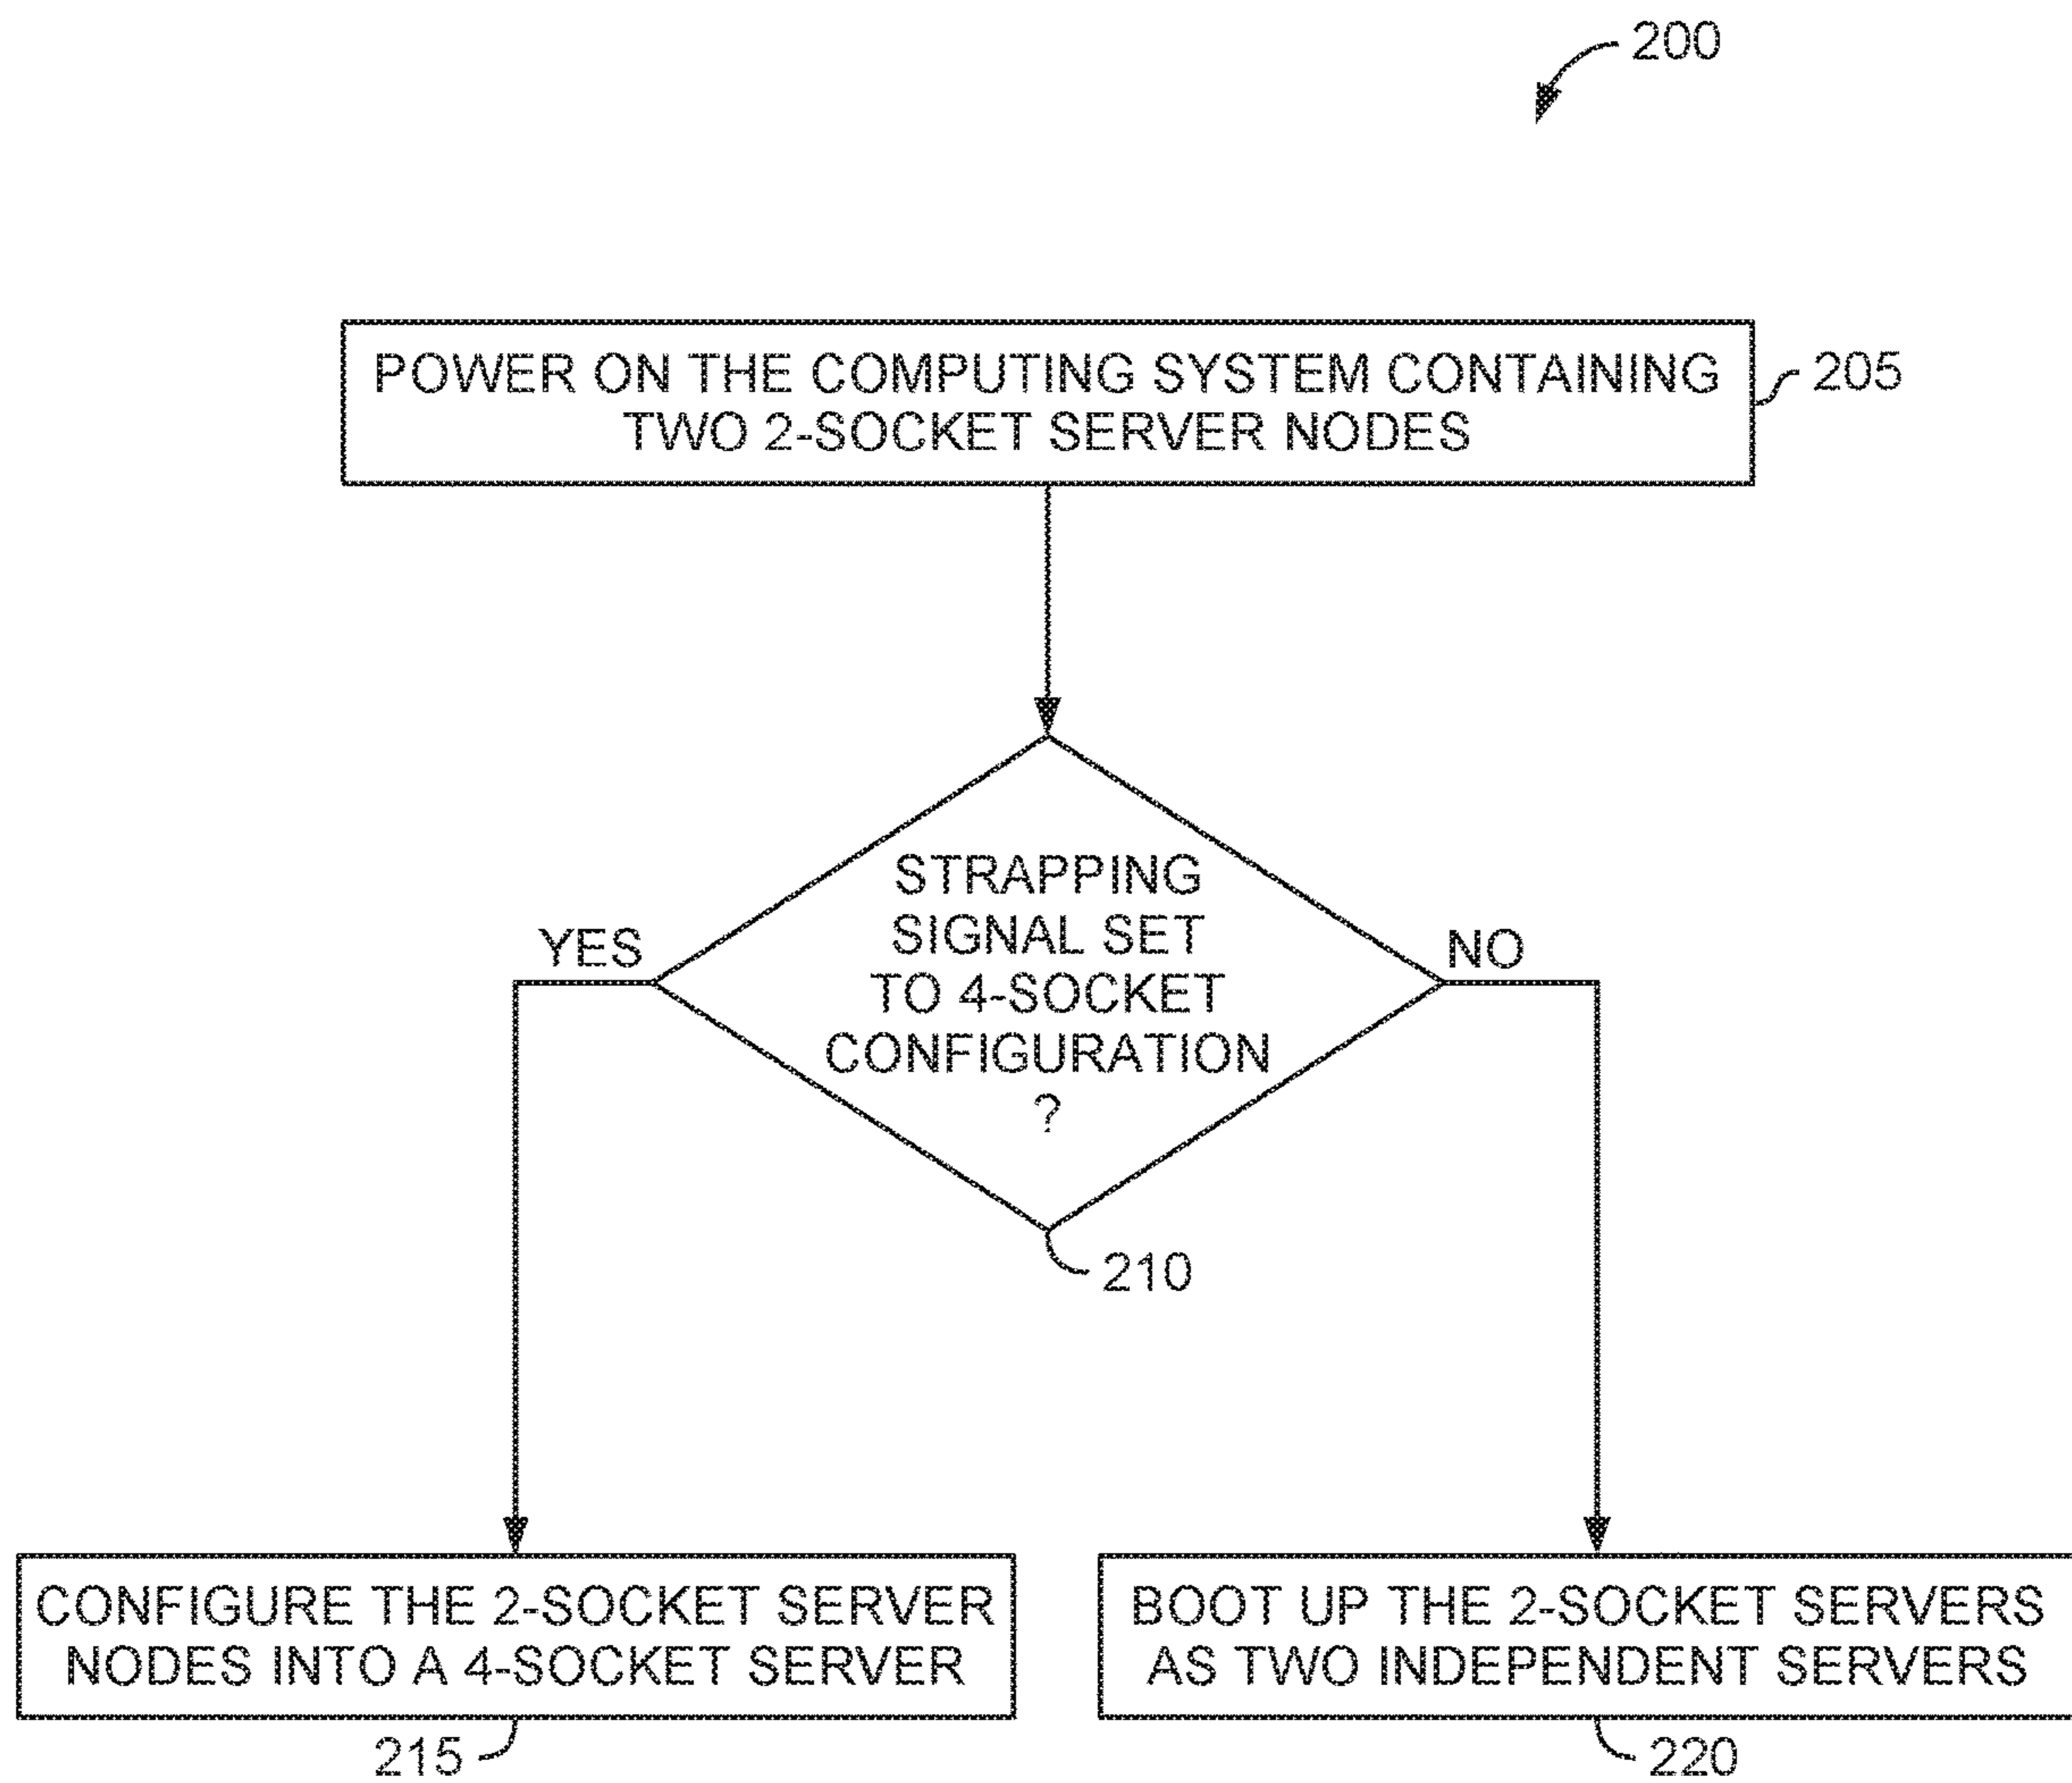 200
POWER ON THE COMPUTING SYSTEM CONTAINING
TWO 2-SOCKET SERVER NODES
205
STRAPPING
SIGNAL SET
TO 4-SOCKET
CONFIGURATION
?
YES
NO
210
CONFIGURE THE 2-SOCKET SERVER
NODES INTO A 4-SOCKET SERVER
215
BOOT UP THE 2-SOCKET SERVERS
AS TWO INDEPENDENT SERVERS
220